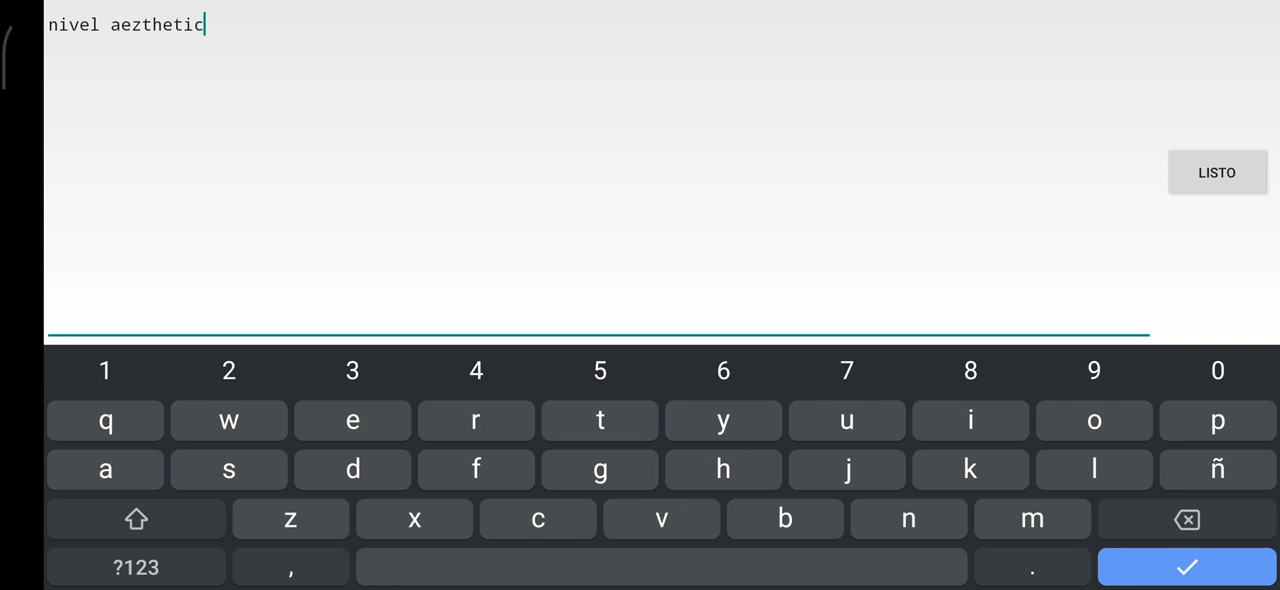 nivel aezthetic
LISTO
1 2 3 4 5 6 7 8 9 0
q w e r t y u i o p
a s d f g h j k l ñ
z x c v b n m
?123 , .